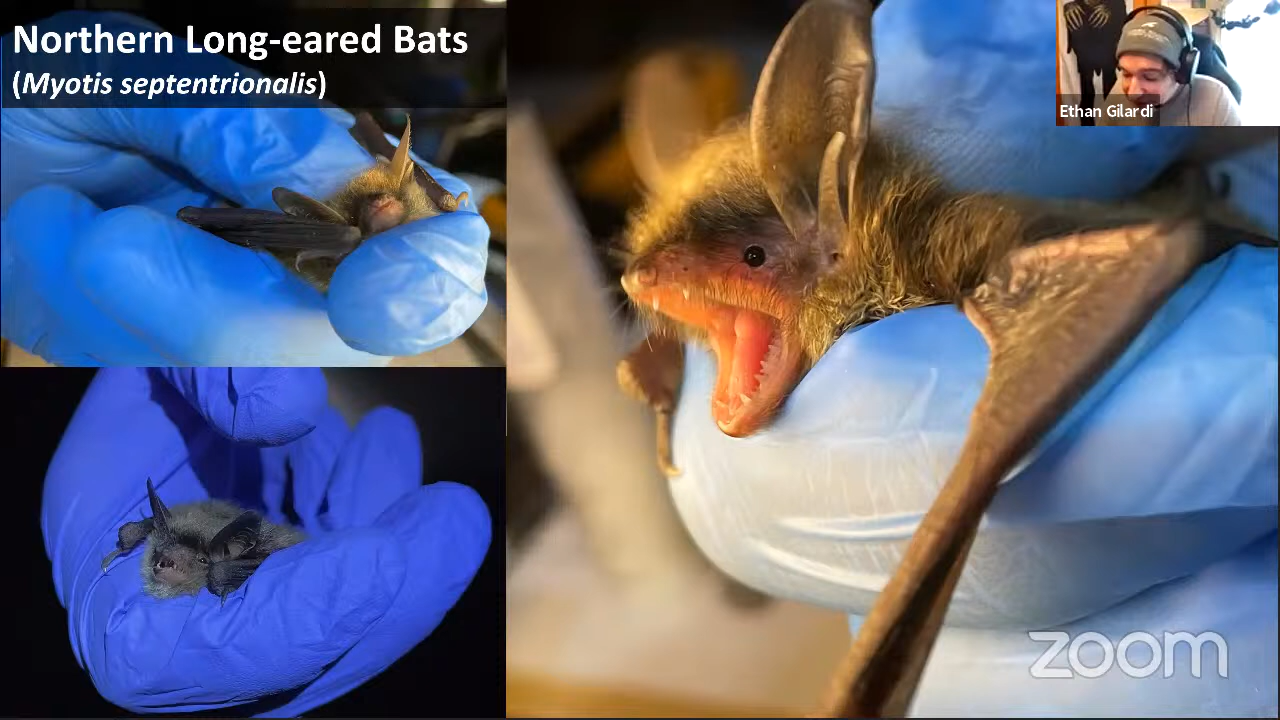 Northern Long-eared Bats
(Myotis septentrionalis)
Ethan Gilardi
zoom